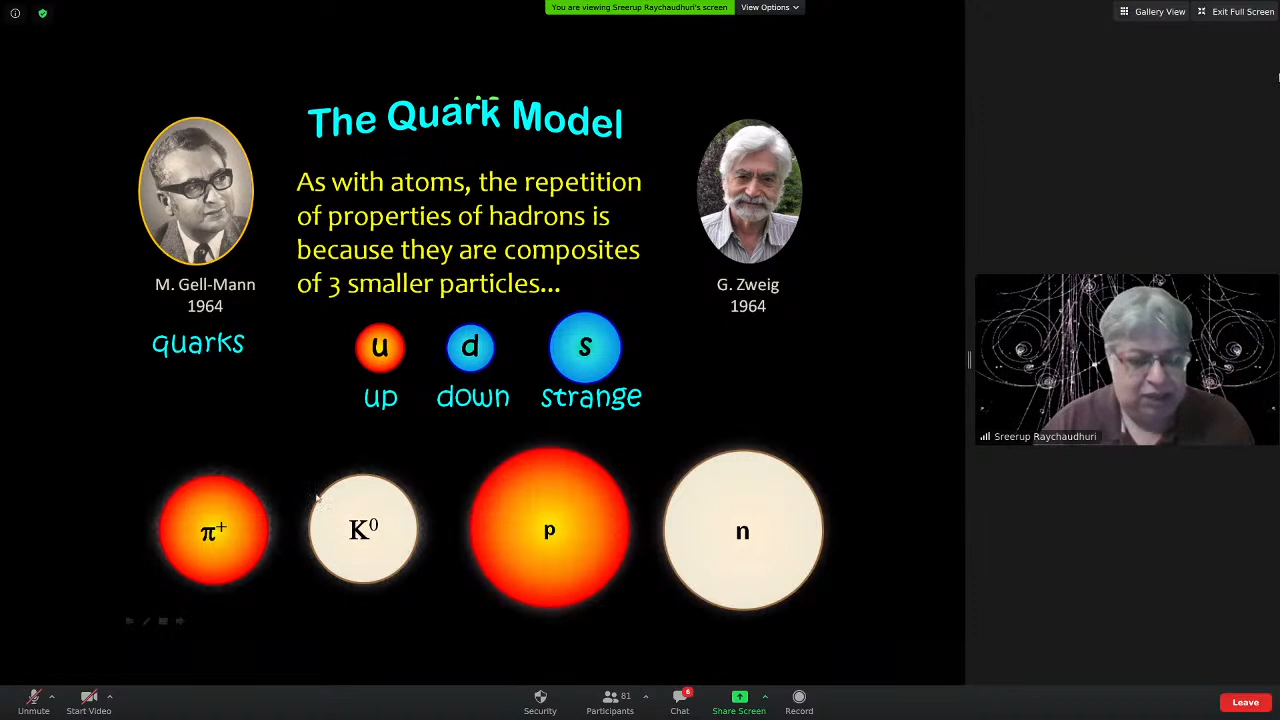 You are viewing Sreerup Raychaudhuri's screen
View Options
Gallery View
Exit Full Screen
The Quark Model
As with atoms, the repetition
of properties of hadrons is
because they are composites
of 3 smaller particles...
M. Gell-Mann
1964
quarks
G. Zweig
1964
u
d
s
up
down
strange
π+
K0
p
n
Sreerup Raychaudhuri
Unmute
Start Video
Security
81
Participants
6
Chat
Share Screen
Record
Leave